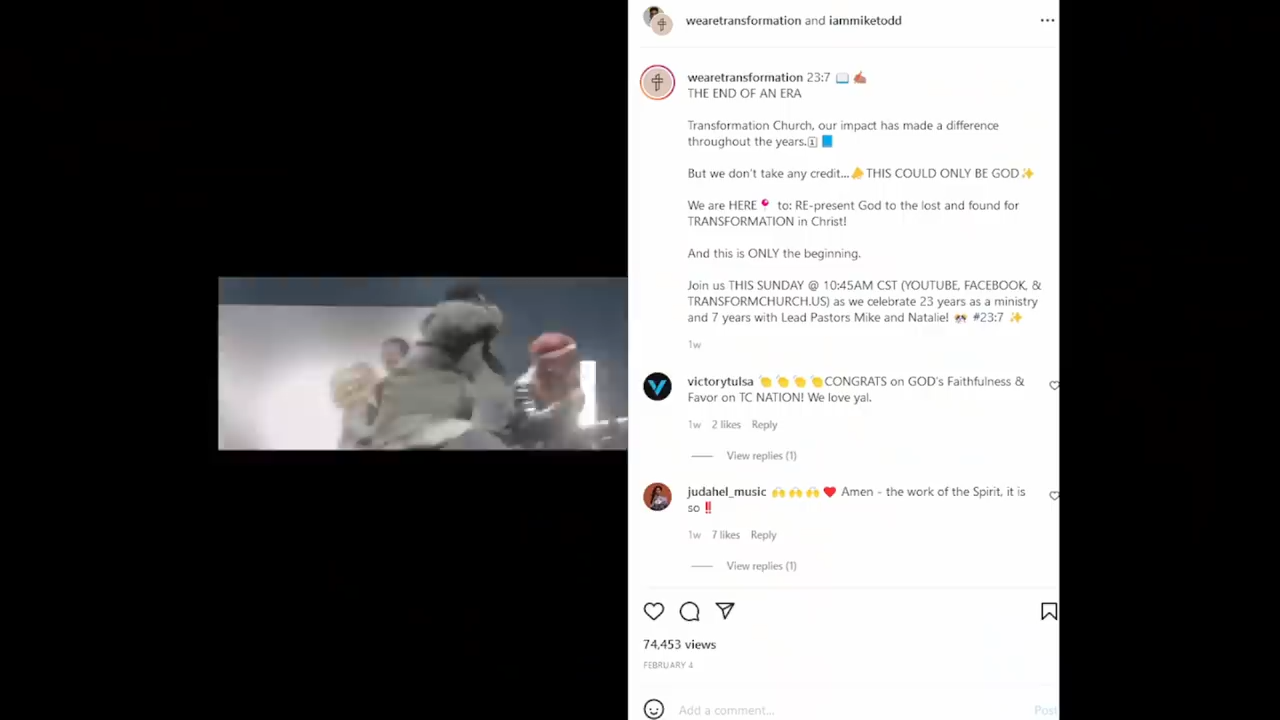 wearetransformation and iammiketodd
wearetransformation 23:7 📖 ✍🏽
THE END OF AN ERA
Transformation Church, our impact has made a difference
throughout the years.🗓 📘
But we don't take any credit...📣THIS COULD ONLY BE GOD✨
We are HERE📍 to: RE-present God to the lost and found for
TRANSFORMATION in Christ!
And this is ONLY the beginning.
Join us THIS SUNDAY @ 10:45AM CST (YOUTUBE, FACEBOOK, &
TRANSFORMCHURCH.US) as we celebrate 23 years as a ministry
and 7 years with Lead Pastors Mike and Natalie! 👯 #23:7 ✨
1w
victorytulsa 👏 👏 👏 👏CONGRATS on GOD's Faithfulness &
Favor on TC NATION! We love yal.
1w 2 likes Reply
View replies (1)
judahel_music 🙌 🙌 🙌 ❤️ Amen - the work of the Spirit, it is
so‼️
1w 7 likes Reply
View replies (1)
74,453 views
FEBRUARY 4
Add a comment...
Post